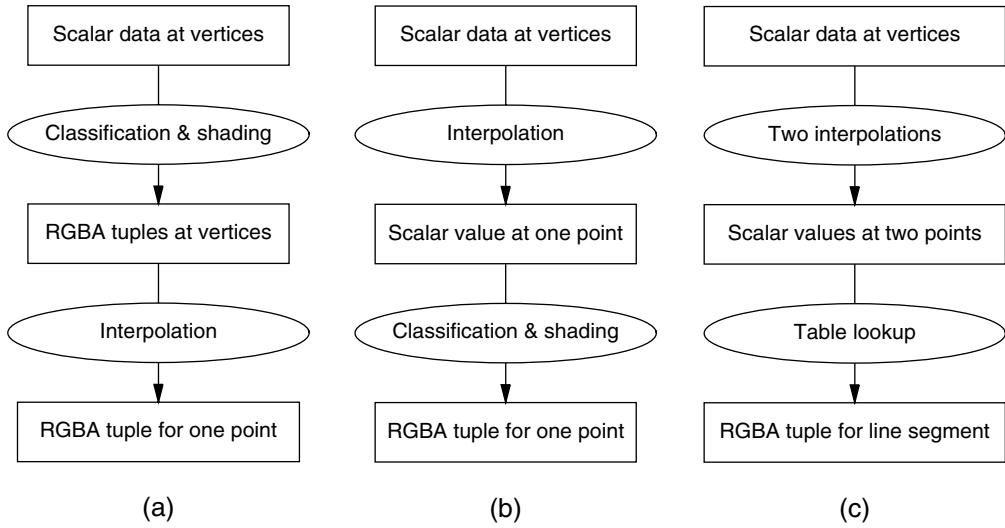 Scalar data at vertices
Classification & shading
RGBA tuples at vertices
Interpolation
RGBA tuple for one point
(a)
Scalar data at vertices
Interpolation
Scalar value at one point
Classification & shading
RGBA tuple for one point
(b)
Scalar data at vertices
Two interpolations
Scalar values at two points
Table lookup
RGBA tuple for line segment
(c)